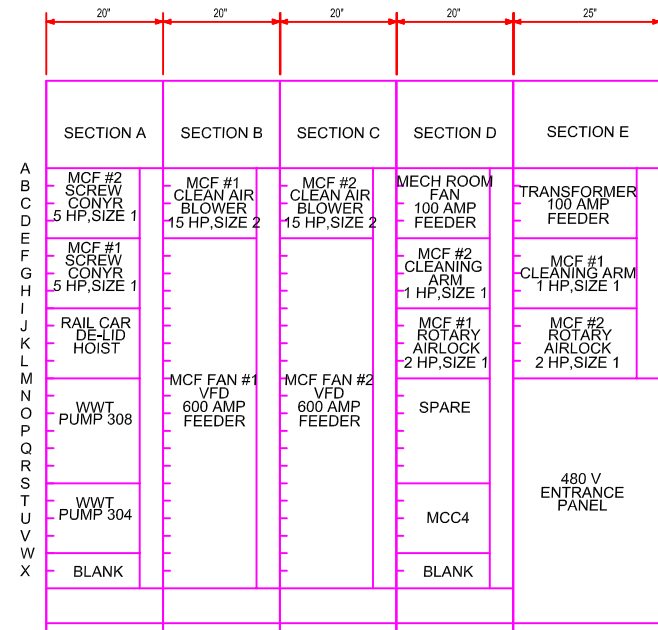 20"
20"
20"
20"
25"
SECTION A
SECTION B
SECTION C
SECTION D
SECTION E
A
B
C
D
E
F
G
H
I
J
K
L
M
N
O
P
Q
R
S
T
U
V
W
X
MCF #2
SCREW
CONYR
5 HP,SIZE 1
MCF #1
SCREW
CONYR
5 HP,SIZE 1
RAIL CAR
DE-LID
HOIST
WWT
PUMP 308
WWT
PUMP 304
BLANK
MCF #1
CLEAN AIR
BLOWER
15 HP,SIZE 2
MCF FAN #1
VFD
600 AMP
FEEDER
MCF #2
CLEAN AIR
BLOWER
15 HP,SIZE 2
MCF FAN #2
VFD
600 AMP
FEEDER
MECH ROOM
FAN
100 AMP
FEEDER
MCF #2
CLEANING
ARM
1 HP,SIZE 1
MCF #1
ROTARY
AIRLOCK
2 HP,SIZE 1
SPARE
MCC4
BLANK
TRANSFORMER
100 AMP
FEEDER
MCF #1
CLEANING ARM
1 HP,SIZE 1
MCF #2
ROTARY
AIRLOCK
2 HP,SIZE 1
480 V
ENTRANCE
PANEL